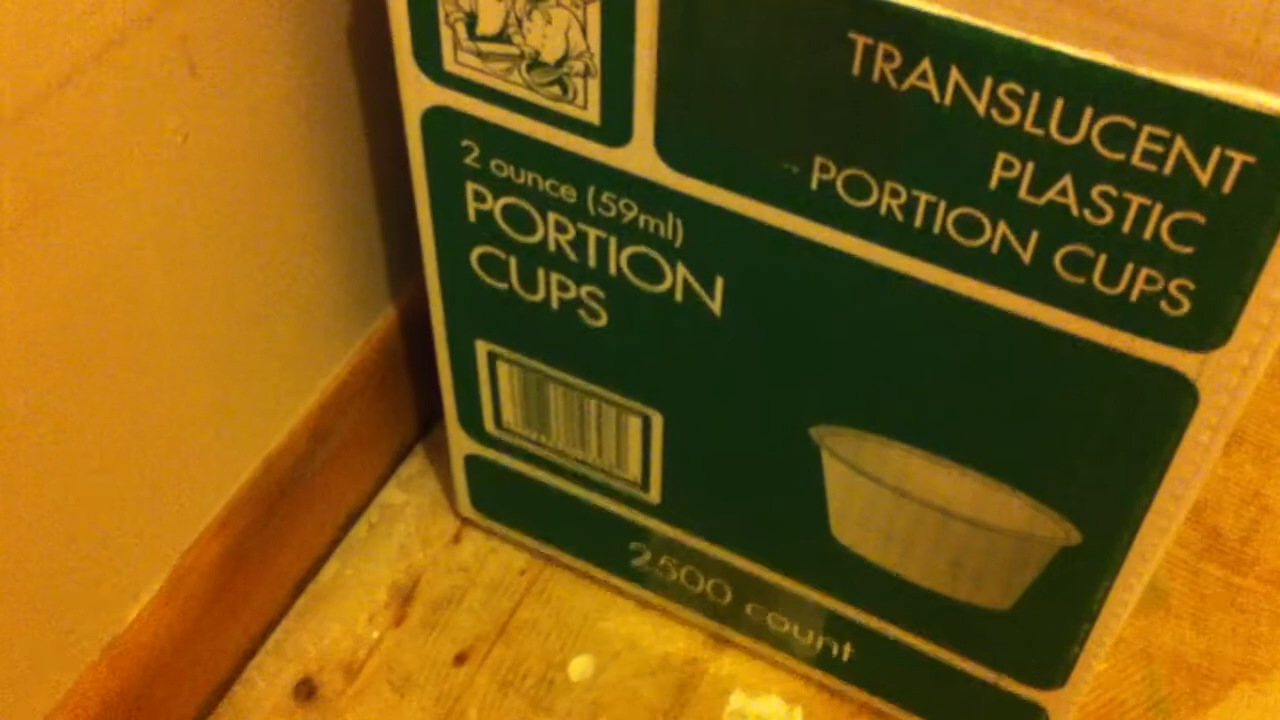 TRANSLUCENT
PLASTIC
PORTION CUPS
2 ounce (59ml)
PORTION
CUPS
2500 count